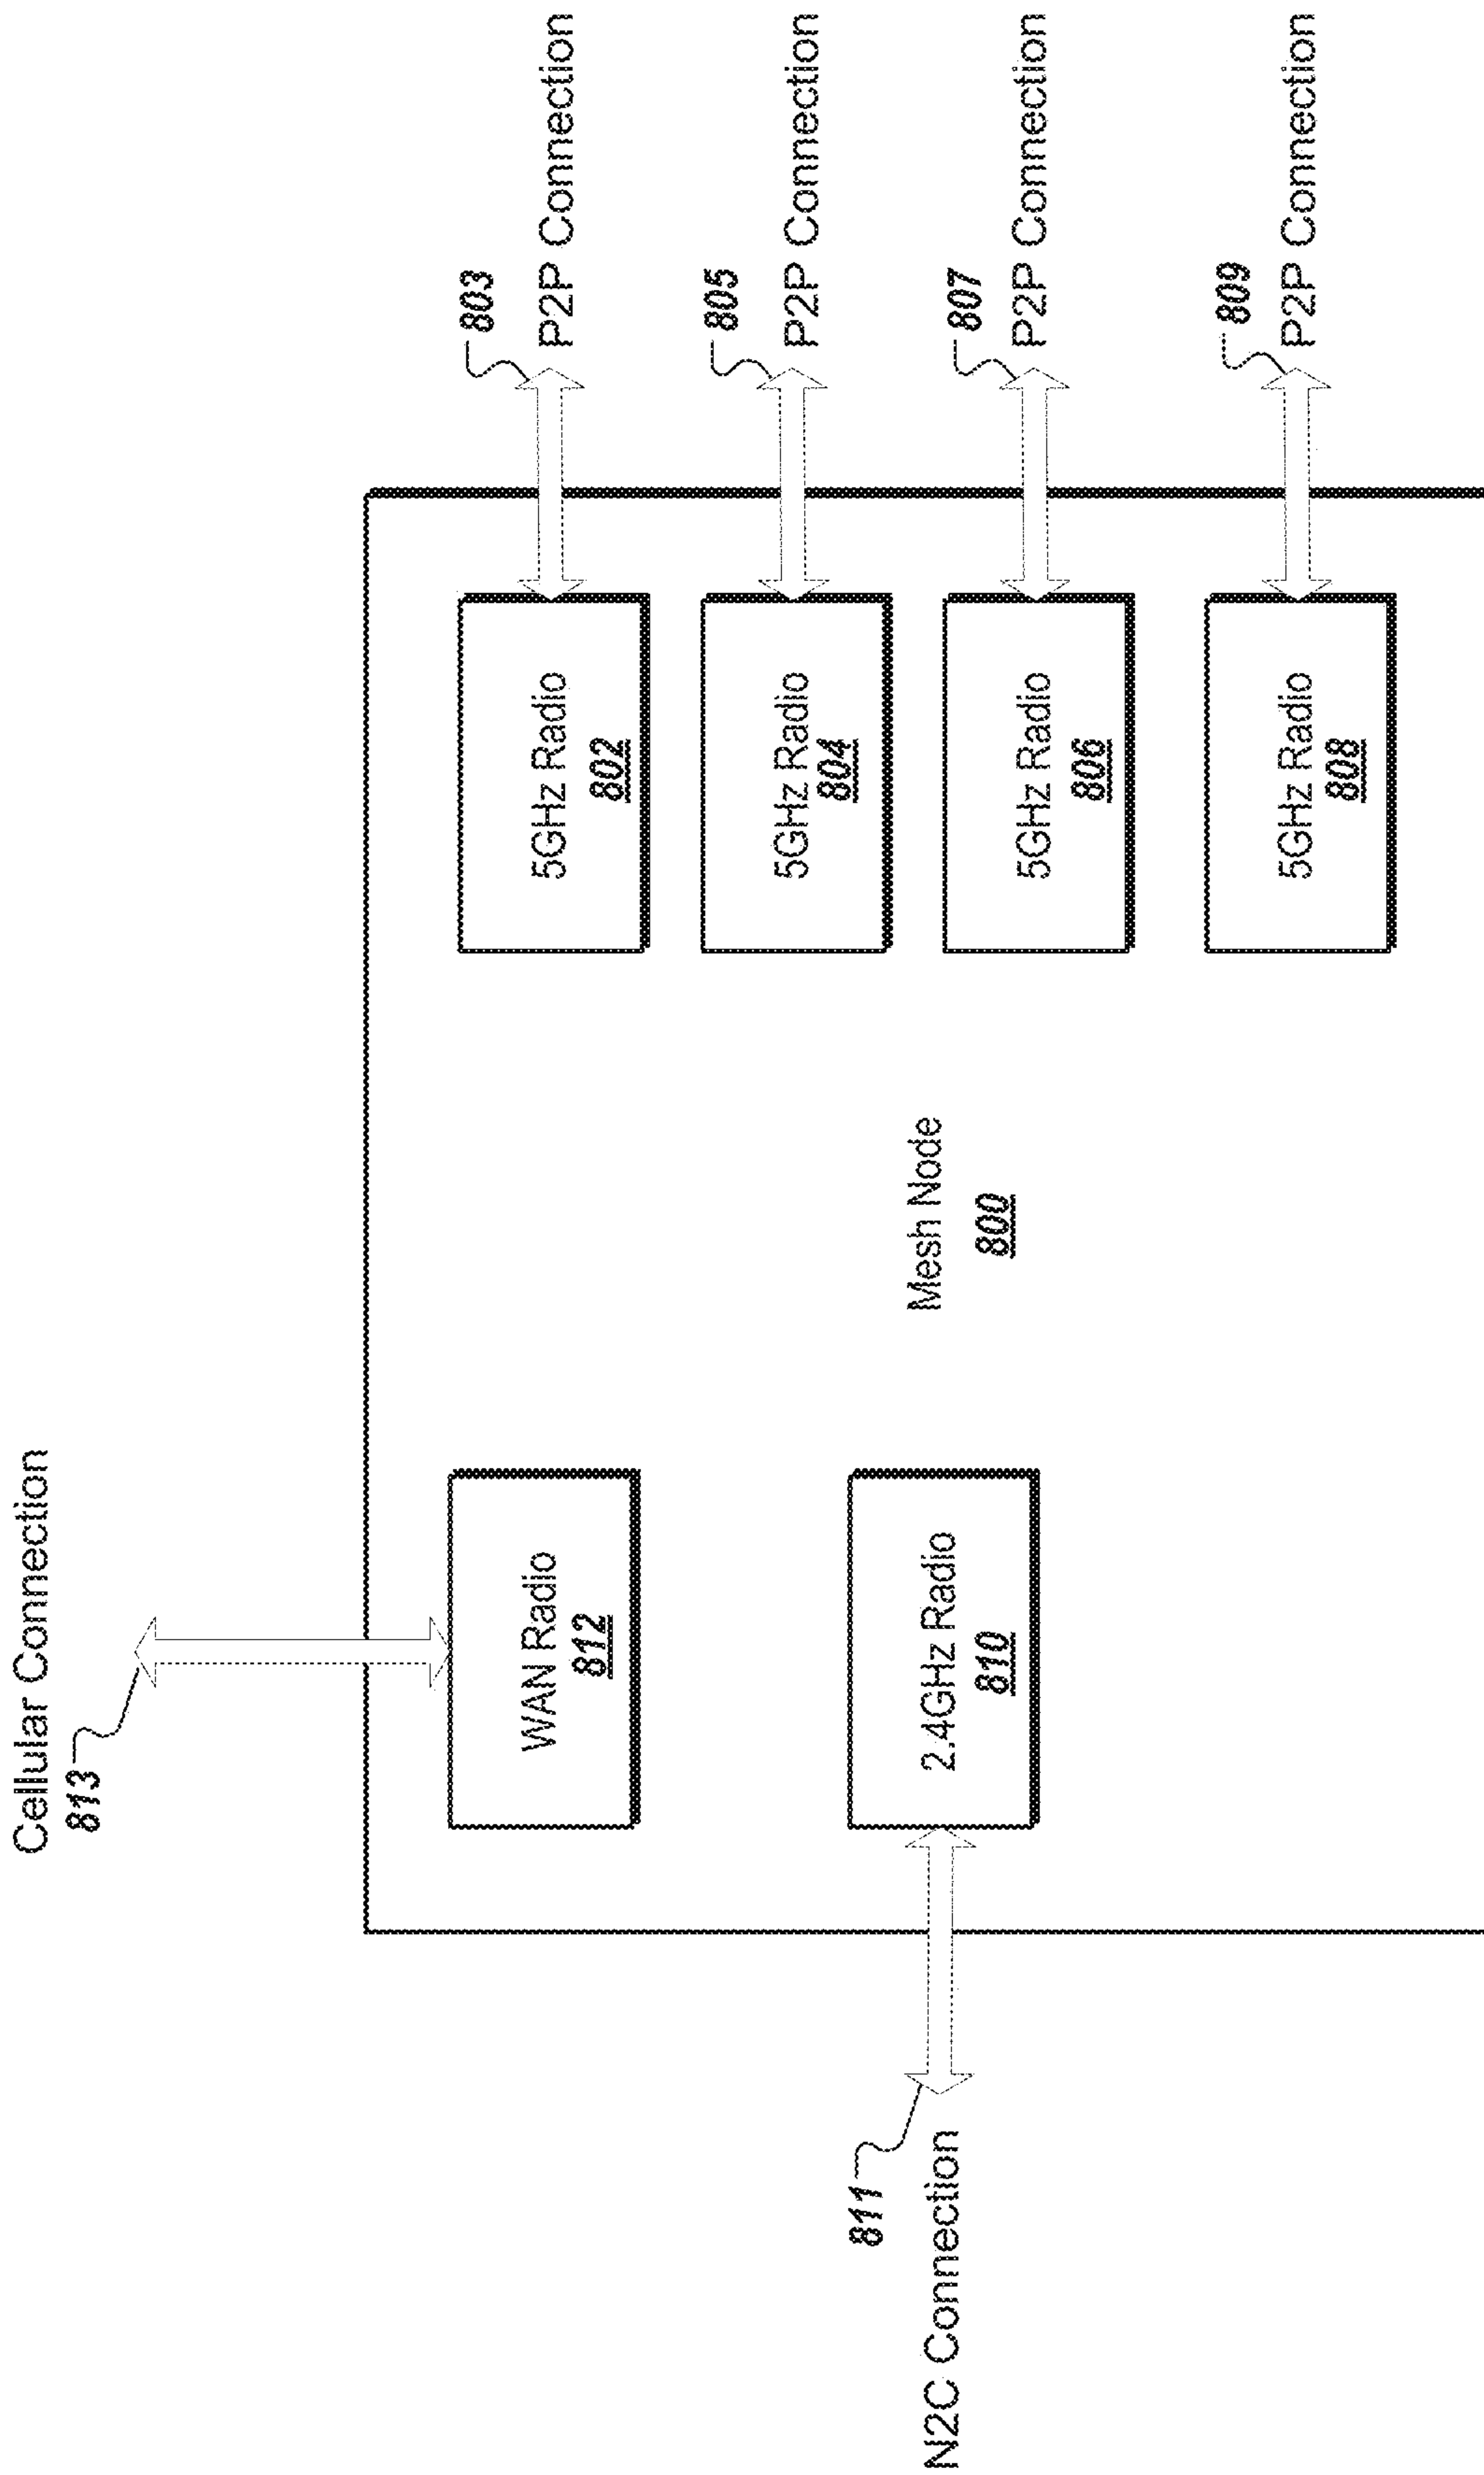 Cellular Connection
813
WAN Radio
812
5GHz Radio
802
803
P2P Connection
5GHz Radio
804
805
P2P Connection
N2C Connection
811
2.4GHz Radio
810
Mesh Node
800
5GHz Radio
806
807
P2P Connection
5GHz Radio
808
809
P2P Connection